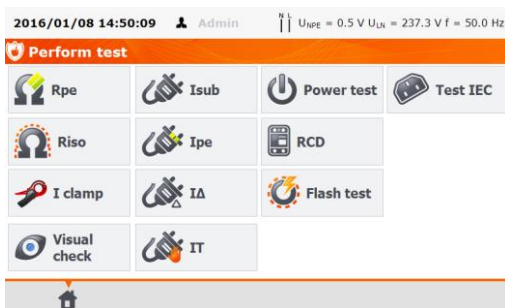 2016/01/08 14:50:09 Admin N L U_NPE = 0.5 V U_LN = 237.3 V f = 50.0 Hz
Perform test
Rpe Isub Power test Test IEC
Riso Ipe RCD
I clamp IΔ Flash test
Visual
check
IT